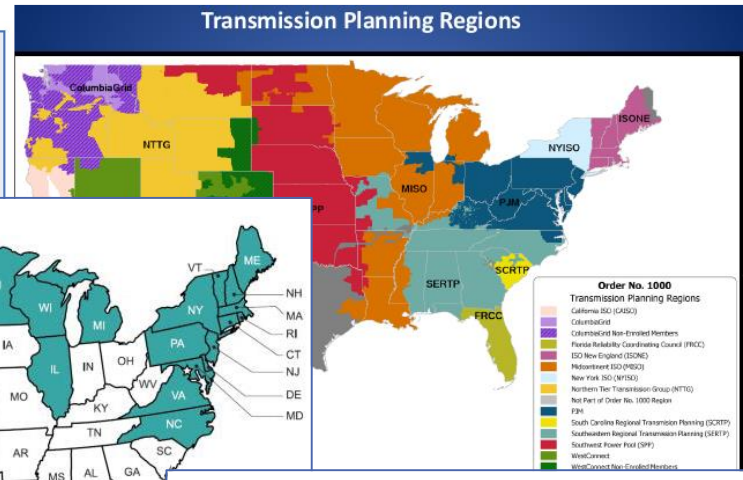 Transmission Planning Regions
ColumbiaGrid
NTTG
MISO
PJM
NYISO
ISONE
SERTP
SCRTP
FRCC
Order No. 1000
Transmission Planning Regions
California ISO (CAISO)
ColumbiaGrid
ColumbiaGrid Non-Enrolled Members
Florida Reliability Coordinating Council (FRCC)
ISO New England (ISONE)
Midcontinent ISO (MISO)
New York ISO (NYISO)
Northern Tier Transmission Group (NTTG)
Not Part of Order No. 1000 Region
PJM
South Carolina Regional Transmission Planning (SCRTP)
Southeastern Regional Transmission Planning (SERTP)
Southwest Power Pool (SPP)
WestConnect
WestConnect Non-Enrolled Members
VT
ME
NH
MA
RI
CT
NJ
DE
MD
WI
MI
NY
PA
IA
IL
IN
OH
WV
VA
MO
KY
NC
TN
SC
AR
MS
AL
GA